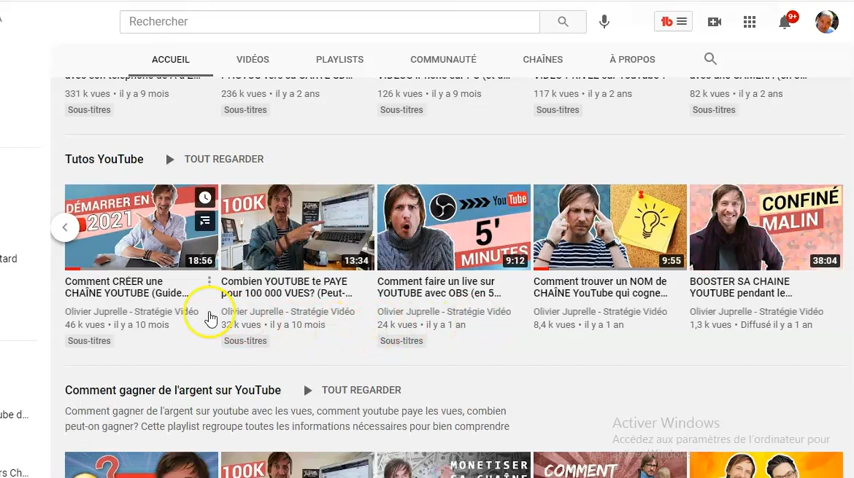 Rechercher
9+
ACCUEIL VIDÉOS PLAYLISTS COMMUNAUTÉ CHAÎNES À PROPOS
331 k vues • il y a 9 mois 236 k vues • il y a 2 ans 126 k vues • il y a 9 mois 117 k vues • il y a 2 ans 82 k vues • il y a 2 ans
Sous-titres Sous-titres Sous-titres Sous-titres Sous-titres
Tutos YouTube TOUT REGARDER
DÉMARRER EN 2021 18:56
100K 13:34
YouTube 5' MINUTES 9:12
9:55
CONFINÉ MALIN 38:04
tard
Comment CRÉER une
CHAÎNE YOUTUBE (Guide...
Olivier Juprelle - Stratégie Vidéo
46 k vues • il y a 10 mois
Sous-titres
Combien YOUTUBE te PAYE
pour 100 000 VUES? (Peut-...
Olivier Juprelle - Stratégie Vidéo
32 k vues • il y a 10 mois
Sous-titres
Comment faire un live sur
YOUTUBE avec OBS (en 5...
Olivier Juprelle - Stratégie Vidéo
24 k vues • il y a 1 an
Sous-titres
Comment trouver un NOM de
CHAÎNE YouTube qui cogne...
Olivier Juprelle - Stratégie Vidéo
8,4 k vues • il y a 1 an
BOOSTER SA CHAINE
YOUTUBE pendant le...
Olivier Juprelle - Stratégie Vidéo
1,3 k vues • Diffusé il y a 1 an
Comment gagner de l'argent sur YouTube TOUT REGARDER
Comment gagner de l'argent sur youtube avec les vues, comment youtube paye les vues, combien
peut-on gagner? Cette playlist regroupe toutes les informations nécessaires pour bien comprendre
ube d...
rs Ch...
Activer Windows
Accédez aux paramètres de l'ordinateur pour
100K
MONETISER
COMMENT